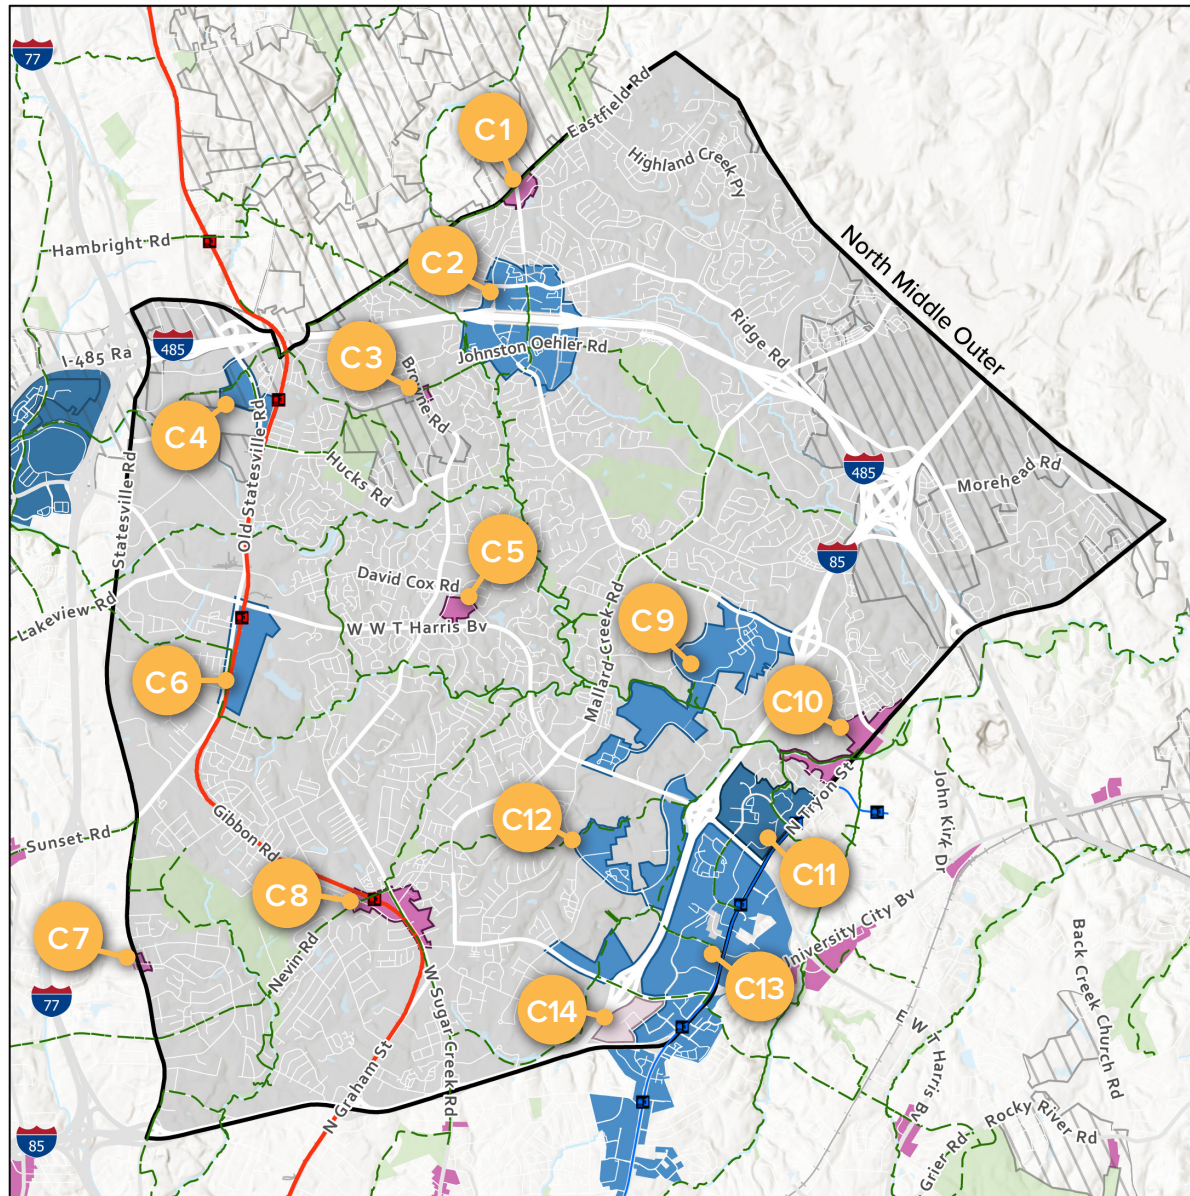 77
C1
Eastfield Rd
Highland Creek Py
Hambright Rd
North Middle Outer
C2
I-485 Ra
485
C3
Johnston Oehler Rd
Ridge Rd
Browne Rd
C4
Old Statesville Rd
Statesville Rd
Hucks Rd
485
Morehead Rd
C5
85
David Cox Rd
Lakeview Rd
W W T Harris Bv
C9
Mallard Creek Rd
C6
C10
N Tryon St
John Kirk Dr
Gibbon Rd
Sunset Rd
C12
C11
C8
C7
Nevin Rd
niversity City Bv
Back Creek Church Rd
77
C13
C14
W Sugar Creek Rd
N Graham St
E W T Harris Bv
Rocky River Rd
Grier Rd
85